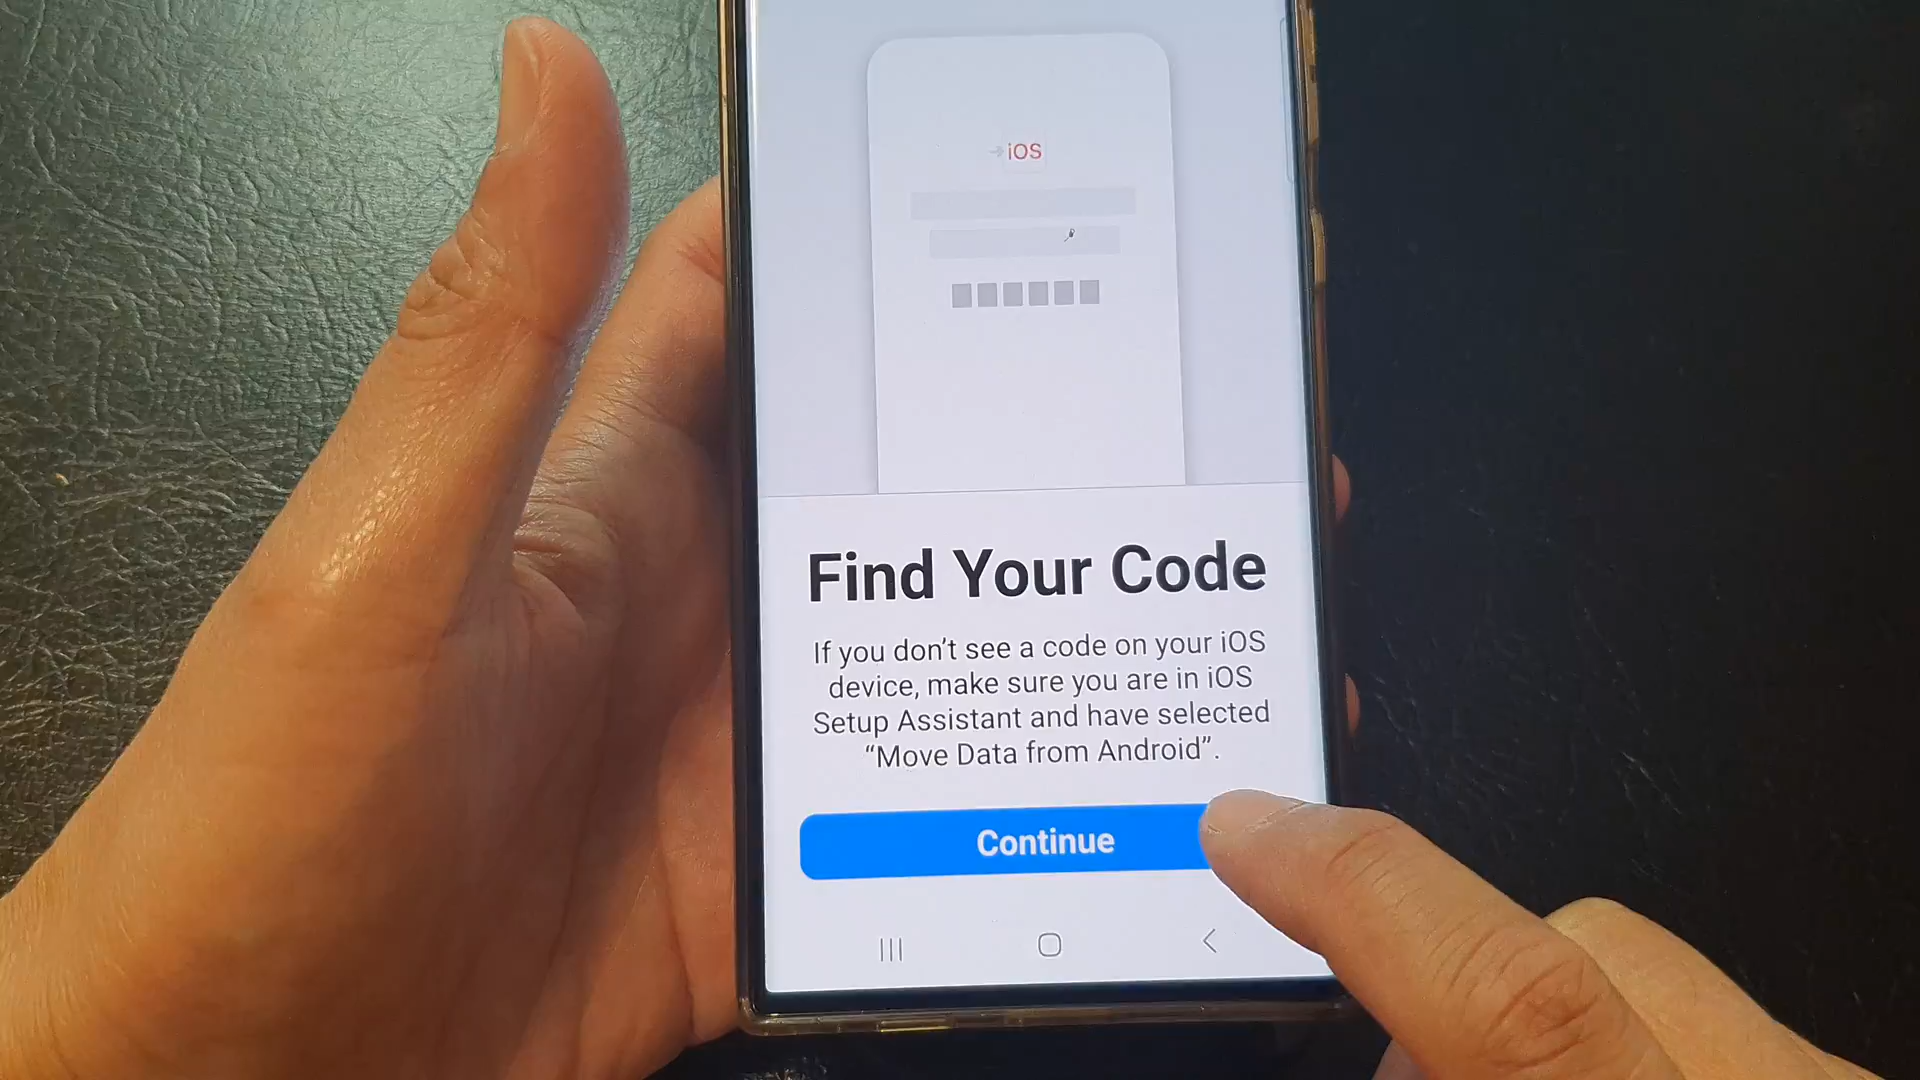 iOS
Find Your Code
If you don’t see a code on your iOS
device, make sure you are in iOS
Setup Assistant and have selected
“Move Data from Android”.
Continue